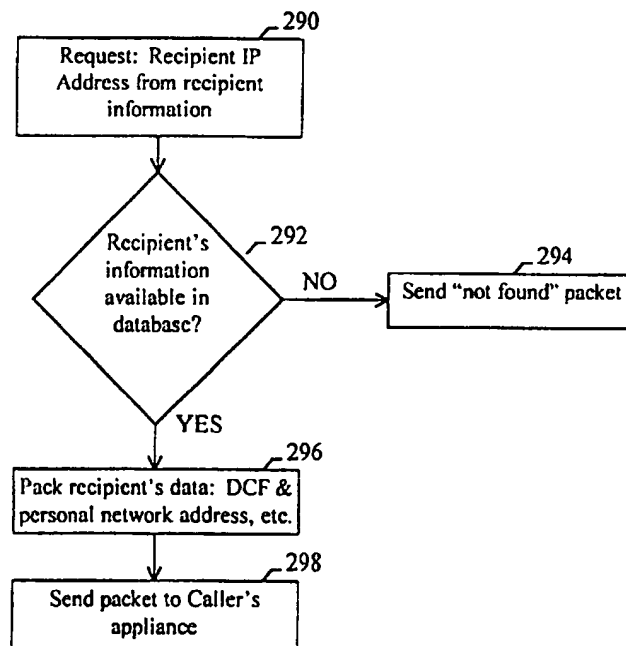 290
Request: Recipient IP
Address from recipient
information
292
Recipient's
information
available in
database?
NO
294
Send "not found" packet
YES
296
Pack recipient's data: DCF &
personal network address, etc.
298
Send packet to Caller's
appliance